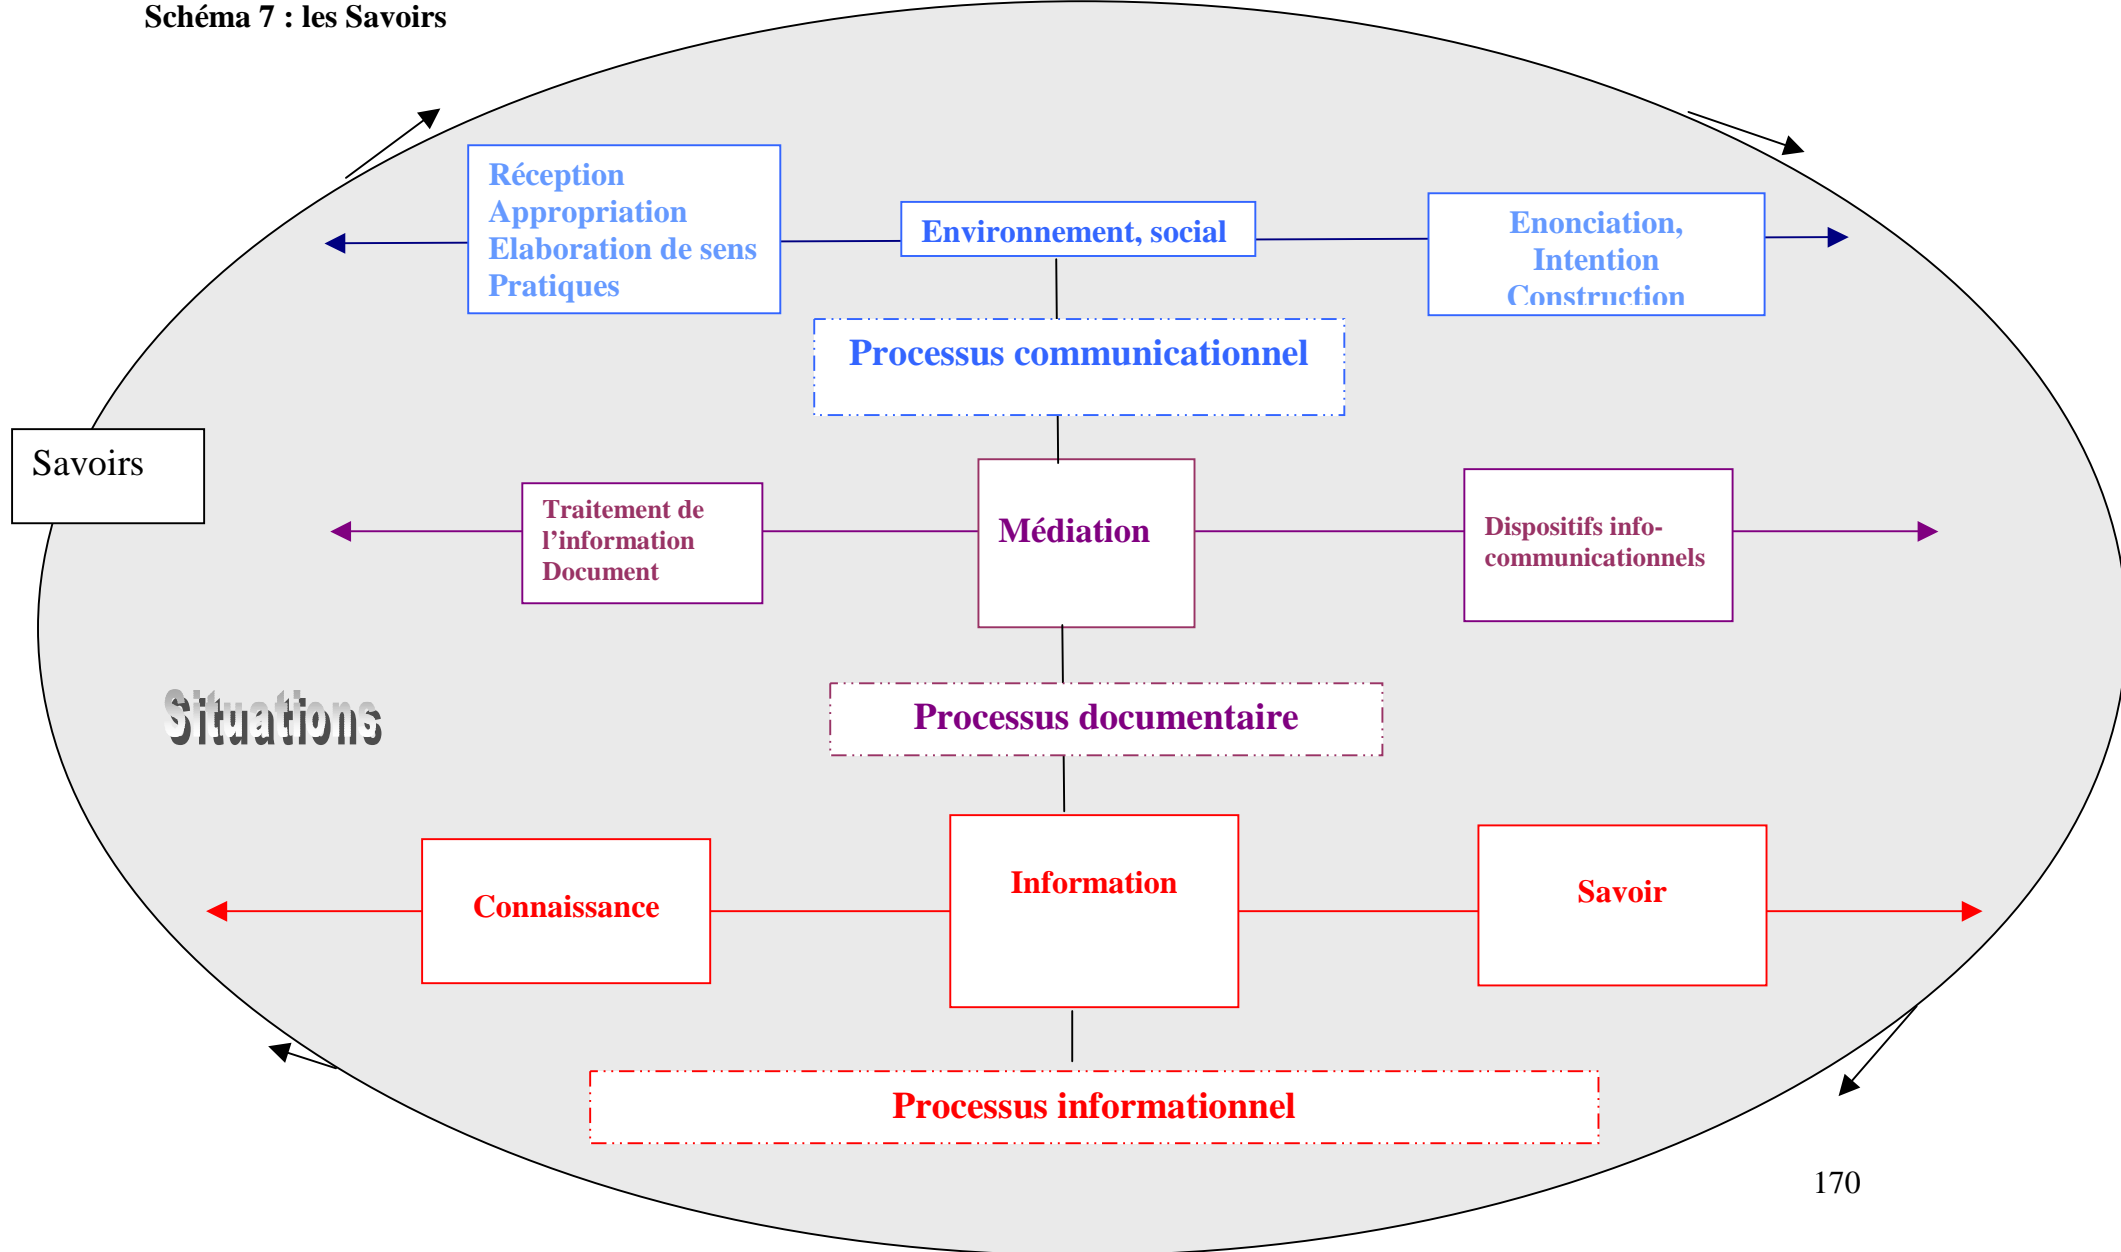 Schéma 7 : les Savoirs
Réception
Appropriation
Elaboration de sens
Pratiques
Environnement, social
Enonciation,
Intention
Construction
Processus communicationnel
Savoirs
Traitement de
l’information
Document
Médiation
Dispositifs info-
communicationnels
Situations
Processus documentaire
Connaissance
Information
Savoir
Processus informationnel
170